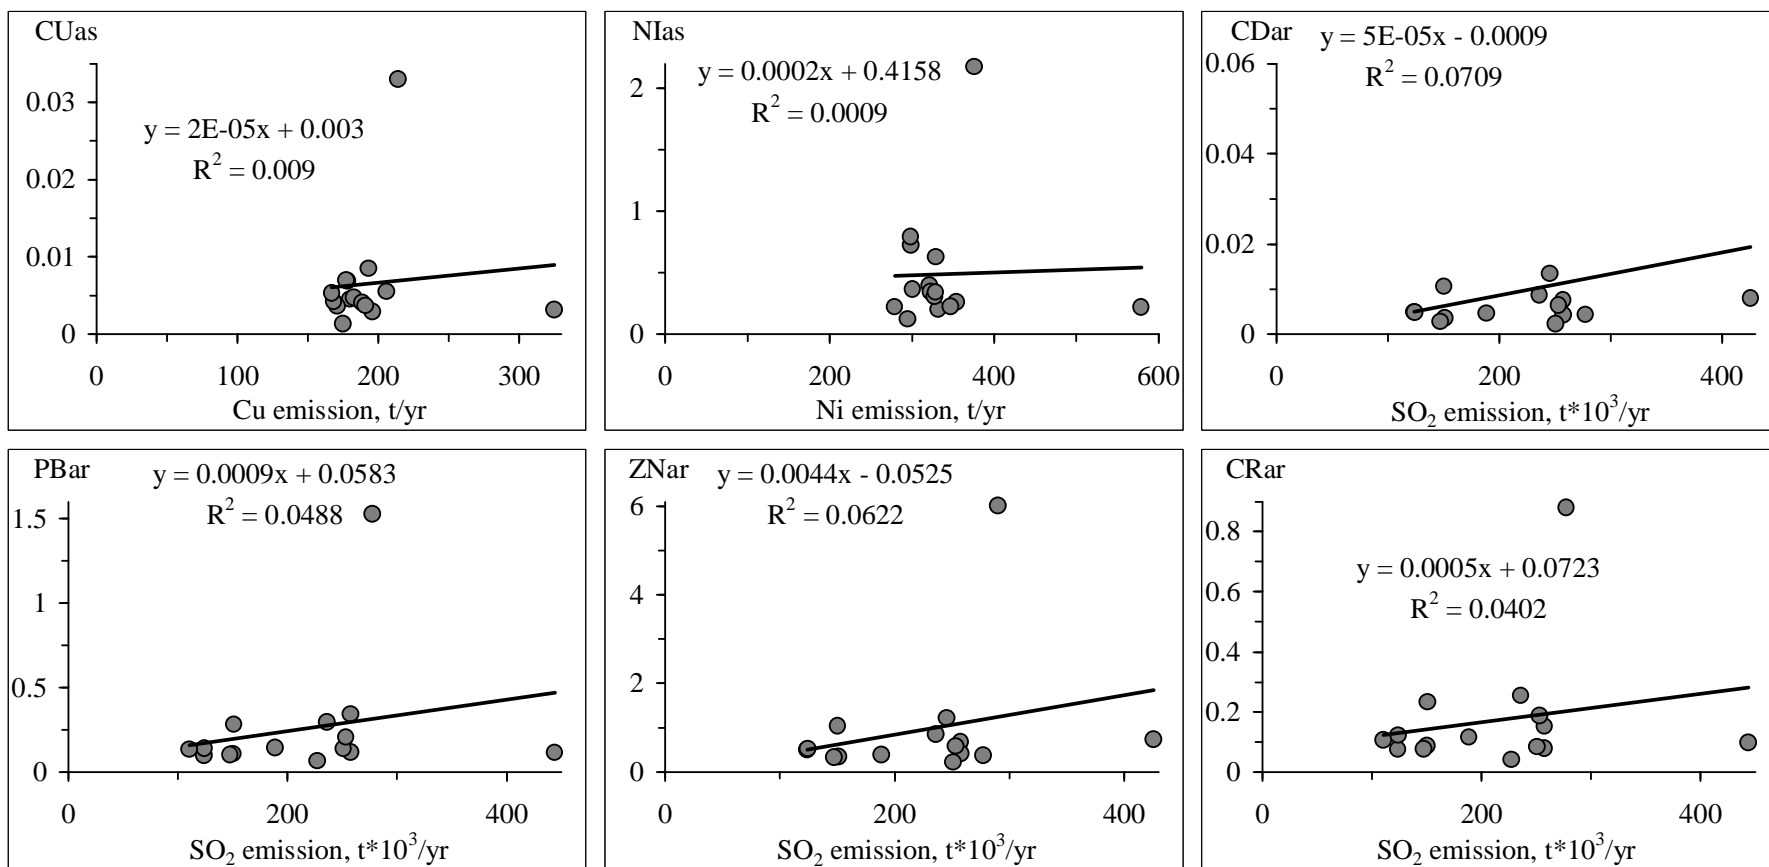 CUas
y = 2E-05x + 0.003
R² = 0.009
0.03
0.02
0.01
0
0 100 200 300
Cu emission, t/yr
NIas
y = 0.0002x + 0.4158
R² = 0.0009
2
1
0
0 200 400 600
Ni emission, t/yr
CDar
y = 5E-05x - 0.0009
R² = 0.0709
0.06
0.04
0.02
0
0 200 400
SO₂ emission, t*10³/yr
PBar
y = 0.0009x + 0.0583
R² = 0.0488
1.5
1
0.5
0
0 200 400
SO₂ emission, t*10³/yr
ZNar
y = 0.0044x - 0.0525
R² = 0.0622
6
4
2
0
0 200 400
SO₂ emission, t*10³/yr
CRar
y = 0.0005x + 0.0723
R² = 0.0402
0.8
0.6
0.4
0.2
0
0 200 400
SO₂ emission, t*10³/yr